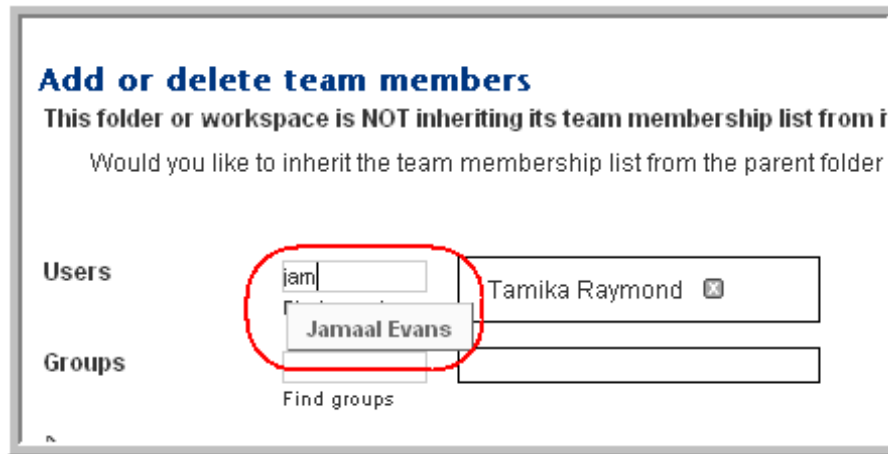 Add or delete team members
This folder or workspace is NOT inheriting its team membership list from
Would you like to inherit the team membership list from the parent folder
Users
jam
Tamika Raymond
Jamaal Evans
Groups
Find groups